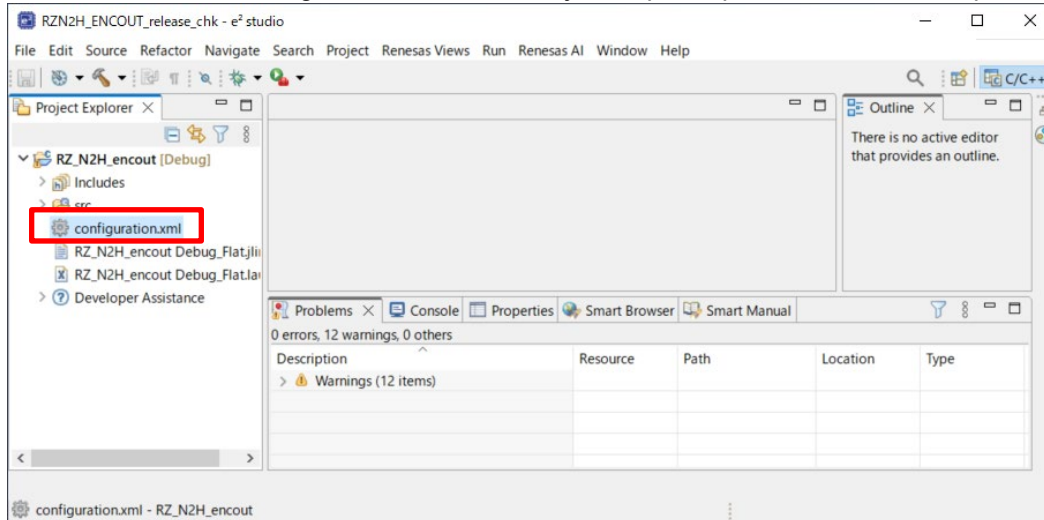 RZN2H_ENCOUT_release_chk - e² studio
File Edit Source Refactor Navigate Search Project Renesas Views Run Renesas AI Window Help
C/C++
Project Explorer
Outline
There is no active editor
that provides an outline.
RZ_N2H_encout [Debug]
Includes
src
configuration.xml
RZ_N2H_encout Debug_Flat.jlin
RZ_N2H_encout Debug_Flat.lau
Developer Assistance
Problems Console Properties Smart Browser Smart Manual
0 errors, 12 warnings, 0 others
Description Resource Path Location Type
Warnings (12 items)
configuration.xml - RZ_N2H_encout